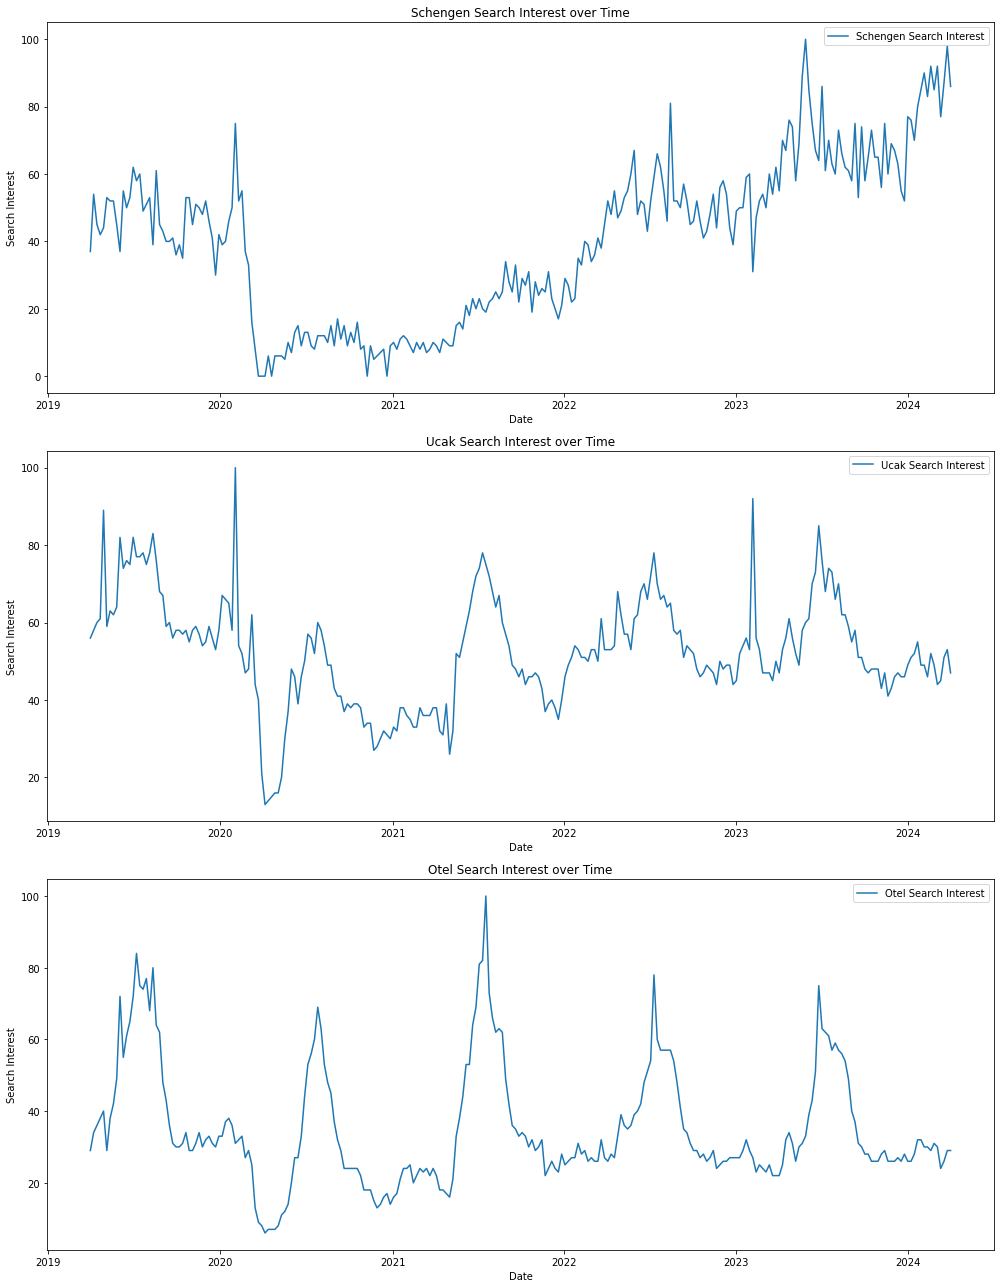 Schengen Search Interest over Time
Schengen Search Interest
100
80
60
40
20
0
Search Interest
2019 2020 2021 2022 2023 2024
Date
Ucak Search Interest over Time
Ucak Search Interest
100
80
60
40
20
Search Interest
2019 2020 2021 2022 2023 2024
Date
Otel Search Interest over Time
Otel Search Interest
100
80
60
40
20
Search Interest
2019 2020 2021 2022 2023 2024
Date